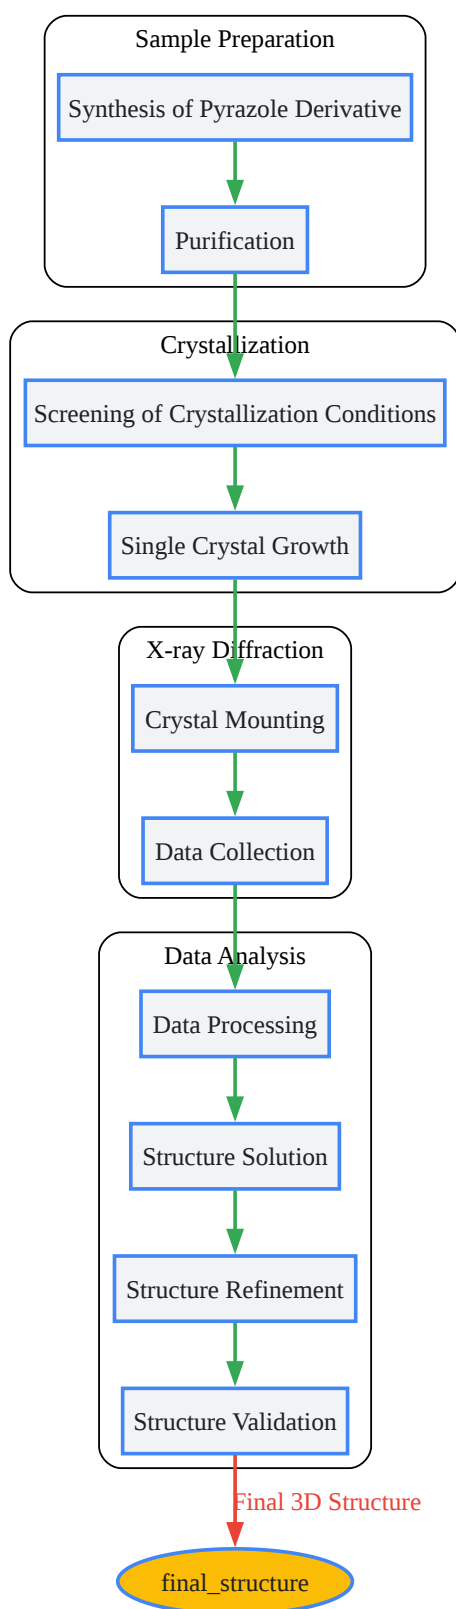 Sample Preparation
Synthesis of Pyrazole Derivative
Purification
Crystallization
Screening of Crystallization Conditions
Single Crystal Growth
X-ray Diffraction
Crystal Mounting
Data Collection
Data Analysis
Data Processing
Structure Solution
Structure Refinement
Structure Validation
Final 3D Structure
final_structure